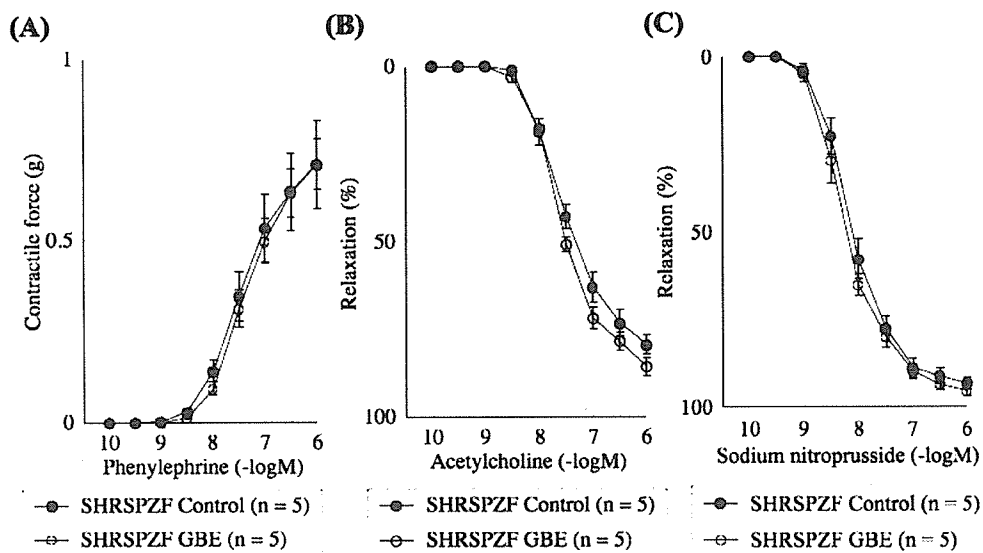 (A)
1
0.5
0
Contractile force (g)
10 9 8 7 6
Phenylephrine (-logM)
SHRSPZF Control (n = 5)
SHRSPZF GBE (n = 5)
(B)
0
50
100
Relaxation (%)
10 9 8 7 6
Acetylcholine (-logM)
SHRSPZF Control (n = 5)
SHRSPZF GBE (n = 5)
(C)
0
50
100
Relaxation (%)
10 9 8 7 6
Sodium nitroprusside (-logM)
SHRSPZF Control (n = 5)
SHRSPZF GBE (n = 5)